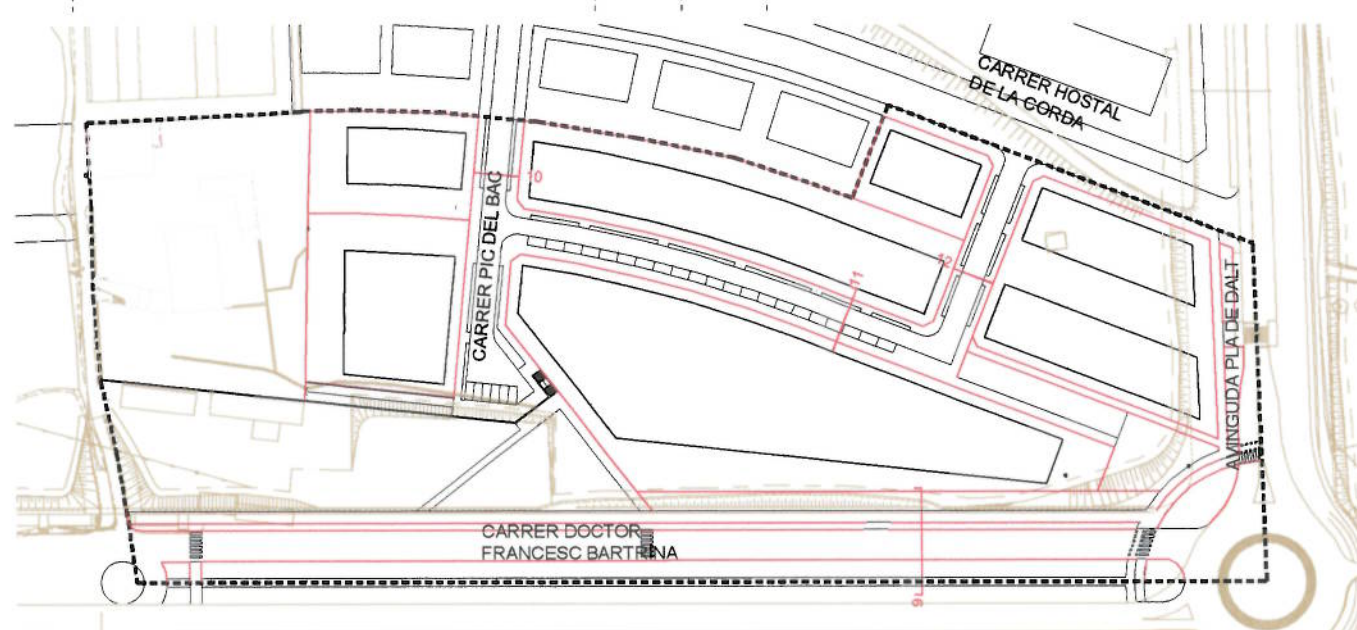 CARRER HOSTAL
DE LA CORDA
10
CARRER PIC DEL BAC
11
12
AVINGUDA PLA DE DALT
CARRER DOCTOR
FRANCESC BARTRINA
9